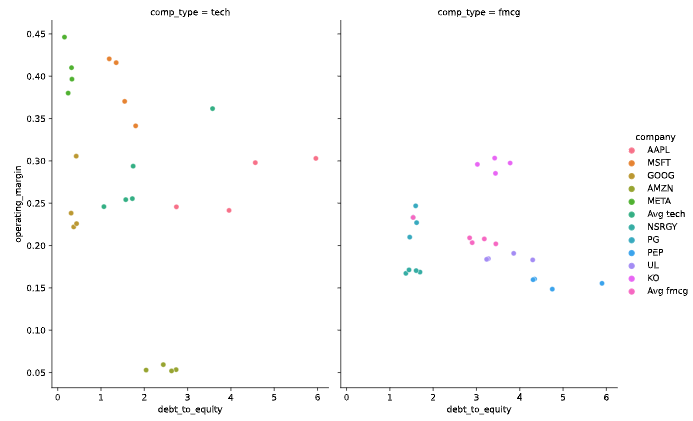 comp_type = tech
comp_type = fmcg
operating_margin
0.45
0.40
0.35
0.30
0.25
0.20
0.15
0.10
0.05
0 1 2 3 4 5 6
debt_to_equity
0 1 2 3 4 5 6
debt_to_equity
company
AAPL
MSFT
GOOG
AMZN
META
Avg tech
NSRGY
PG
PEP
UL
KO
Avg fmcg